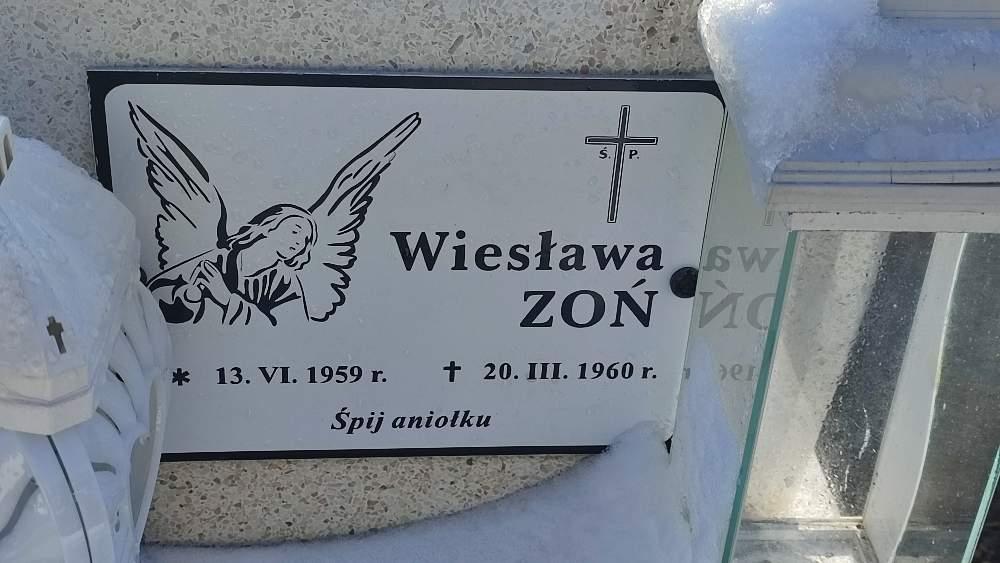 Ś. P.
Wiesława
ZOŃ
* 13. VI. 1959 r. ✝ 20. III. 1960 r.
Śpij aniołku